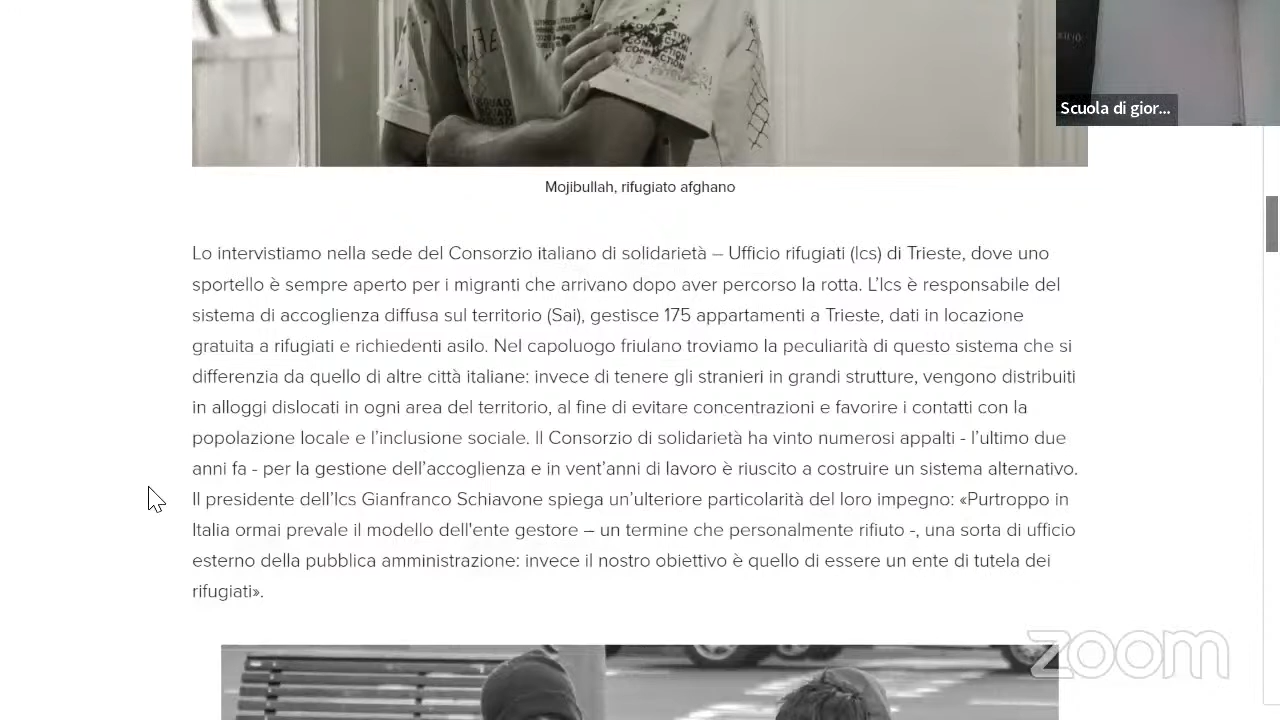 Scuola di gior...
Mojibullah, rifugiato afghano
Lo intervistiamo nella sede del Consorzio italiano di solidarietà – Ufficio rifugiati (Ics) di Trieste, dove uno
sportello è sempre aperto per i migranti che arrivano dopo aver percorso la rotta. L’Ics è responsabile del
sistema di accoglienza diffusa sul territorio (Sai), gestisce 175 appartamenti a Trieste, dati in locazione
gratuita a rifugiati e richiedenti asilo. Nel capoluogo friulano troviamo la peculiarità di questo sistema che si
differenzia da quello di altre città italiane: invece di tenere gli stranieri in grandi strutture, vengono distribuiti
in alloggi dislocati in ogni area del territorio, al fine di evitare concentrazioni e favorire i contatti con la
popolazione locale e l’inclusione sociale. Il Consorzio di solidarietà ha vinto numerosi appalti - l’ultimo due
anni fa - per la gestione dell’accoglienza e in vent’anni di lavoro è riuscito a costruire un sistema alternativo.
Il presidente dell’Ics Gianfranco Schiavone spiega un’ulteriore particolarità del loro impegno: «Purtroppo in
Italia ormai prevale il modello dell'ente gestore – un termine che personalmente rifiuto -, una sorta di ufficio
esterno della pubblica amministrazione: invece il nostro obiettivo è quello di essere un ente di tutela dei
rifugiati».
zoom